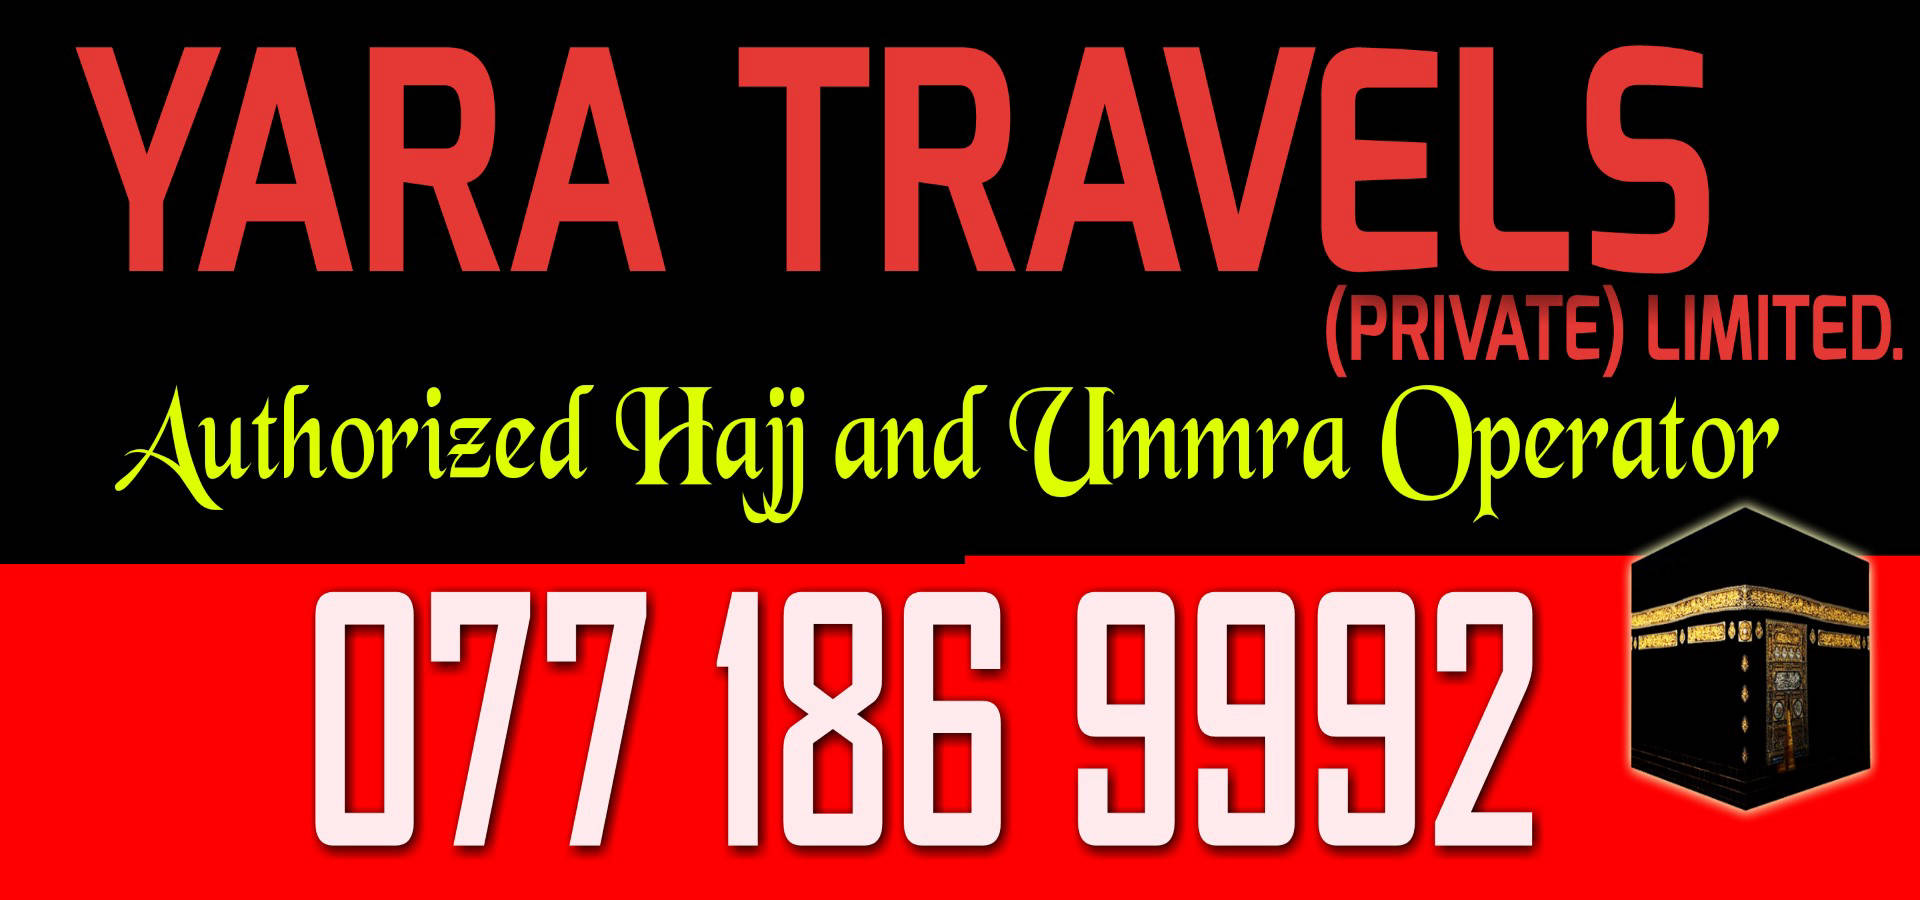 YARA TRAVELS
(PRIVATE) LIMITED.
Authorized Hajj and Ummra Operator
077 186 9992